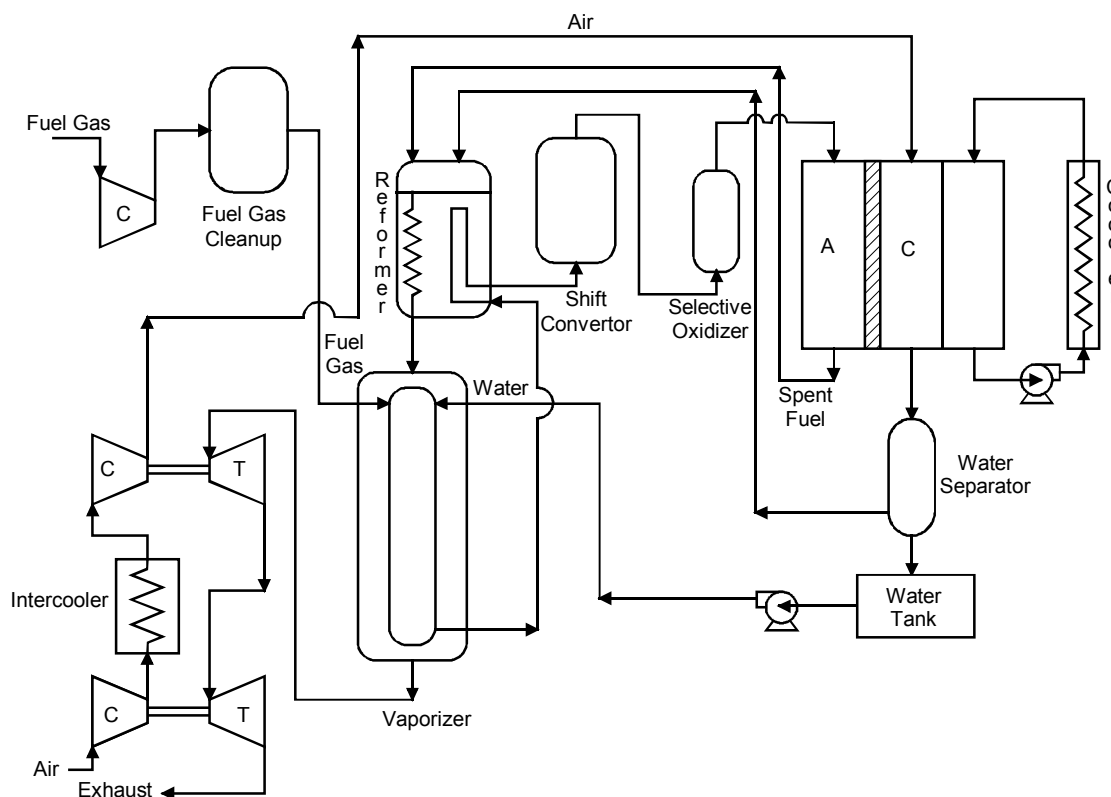 Air
Fuel Gas
C
Fuel Gas
Cleanup
Reformer
Shift
Convertor
Selective
Oxidizer
A
C
Fuel
Gas
Water
Spent
Fuel
Water
Separator
C
T
Intercooler
Water
Tank
C
T
Vaporizer
Air
Exhaust